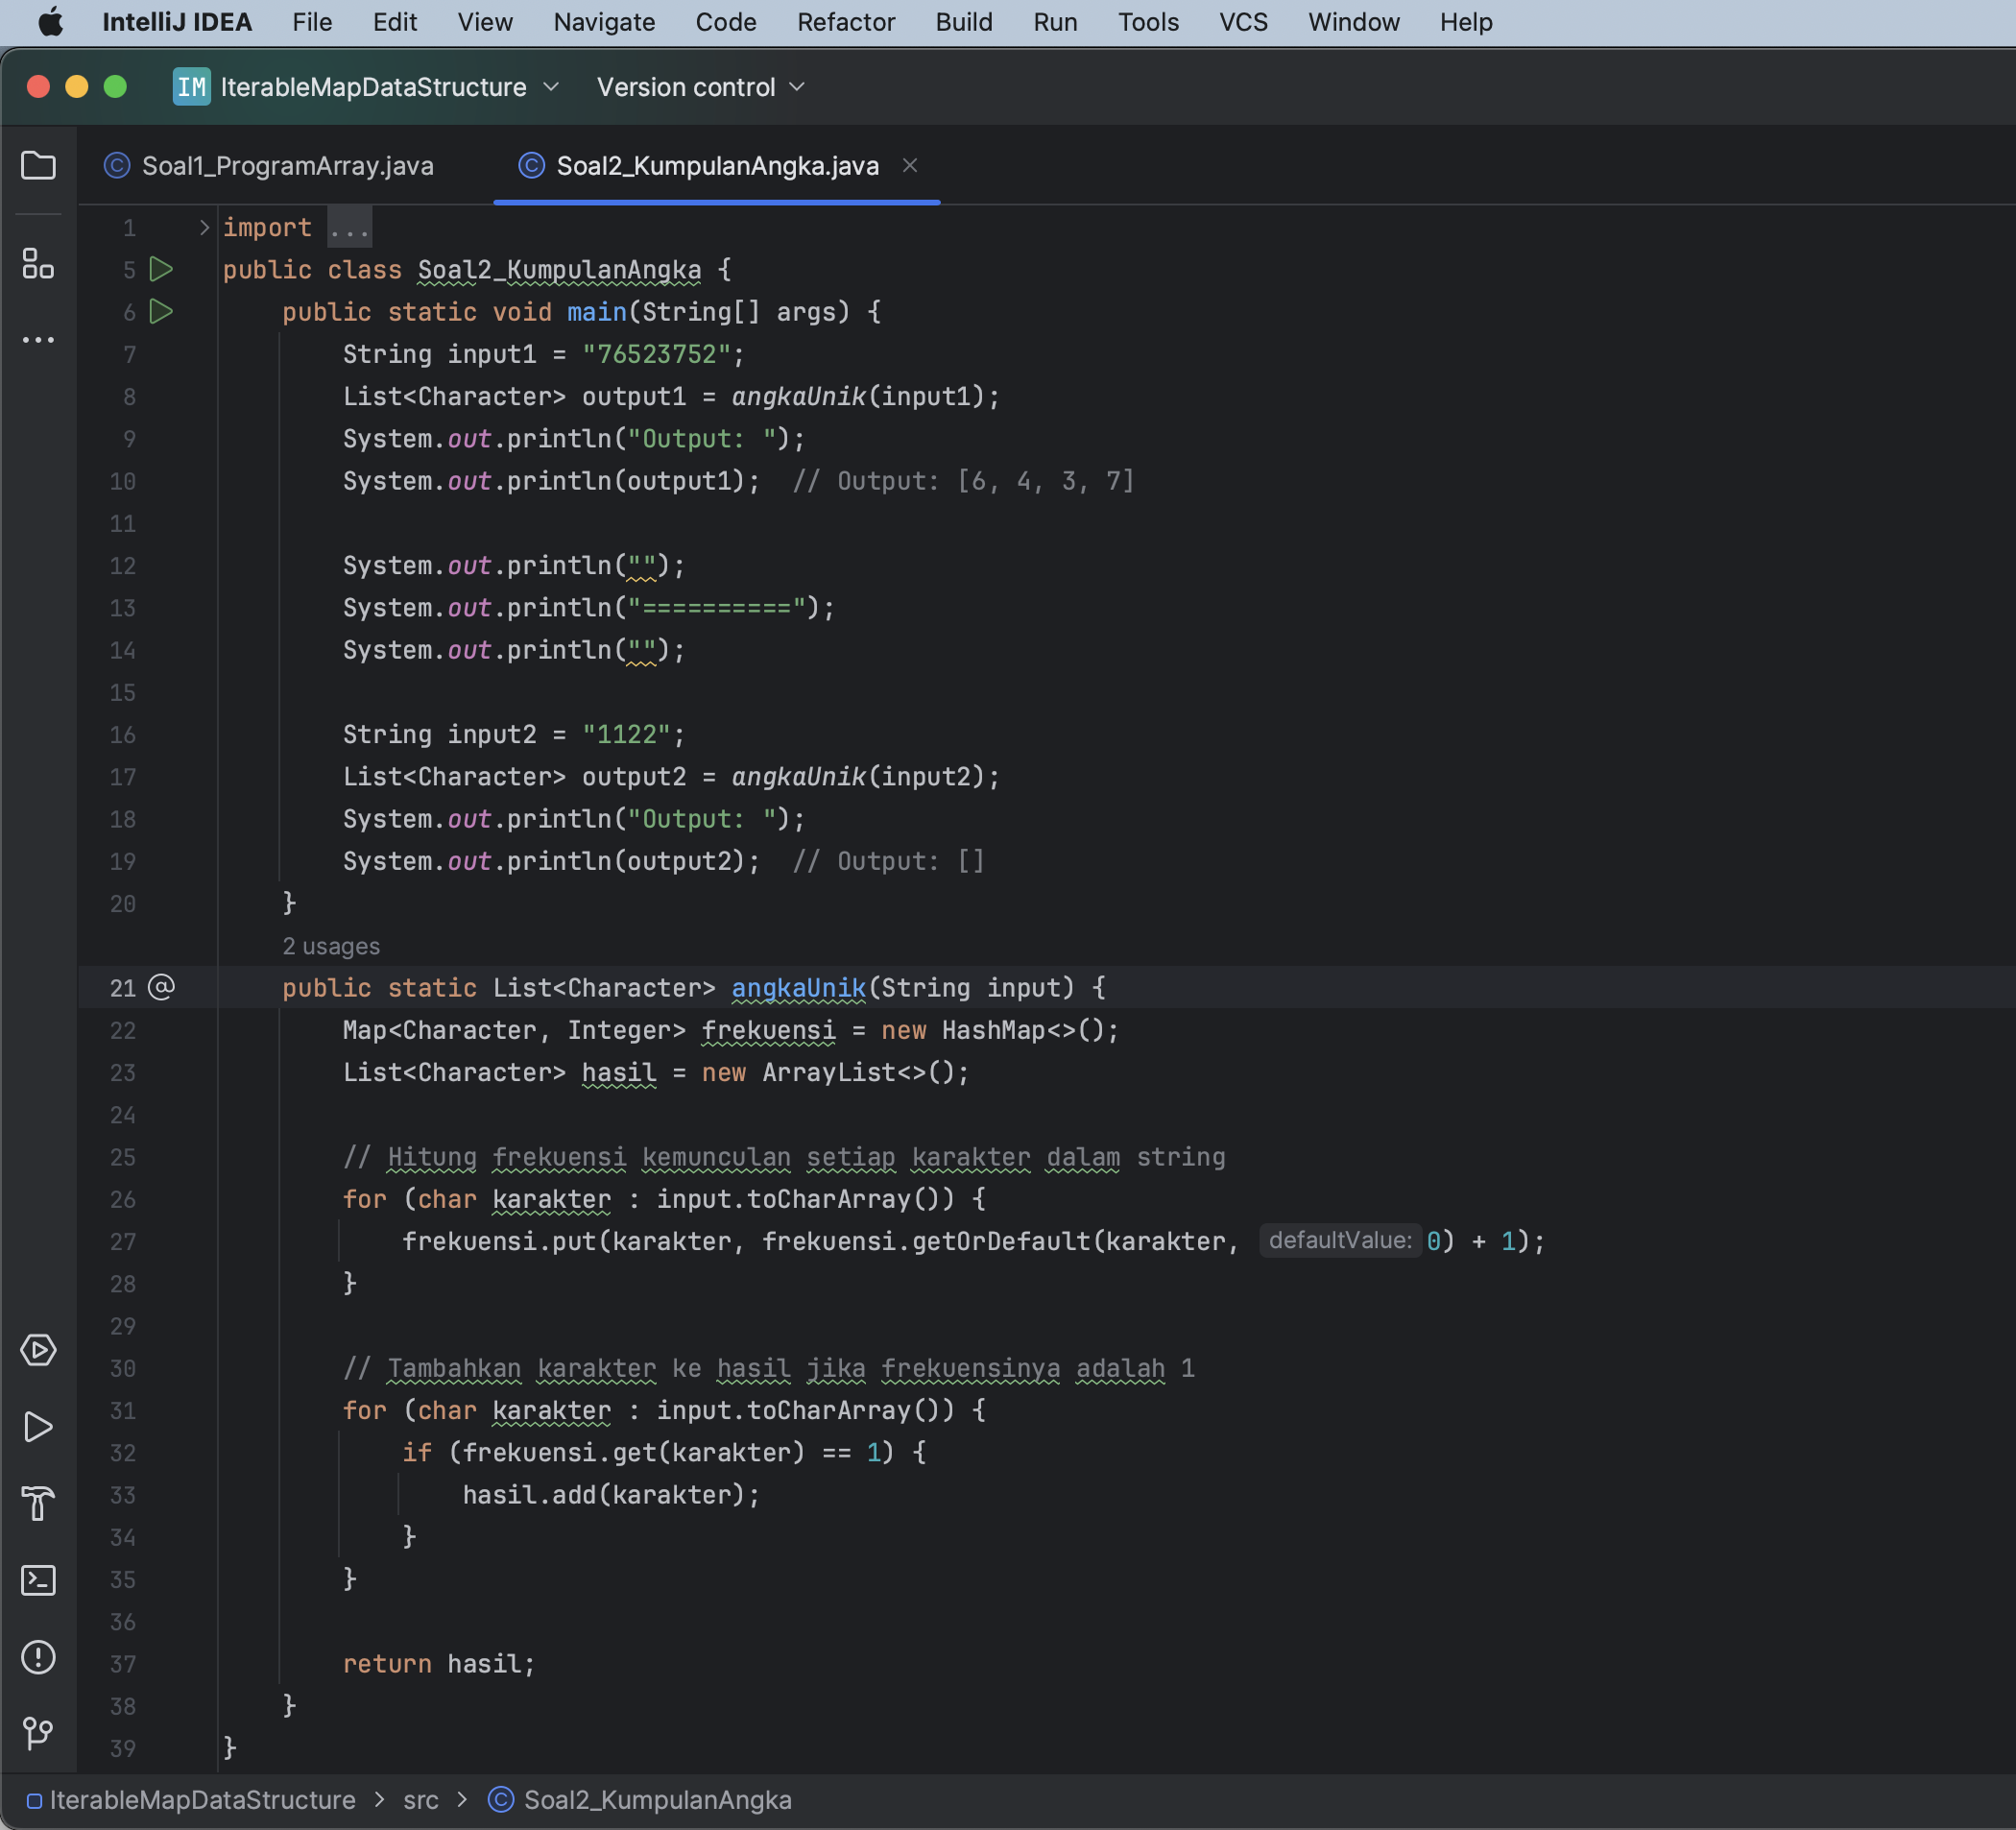 IntelliJ IDEA File Edit View Navigate Code Refactor Build Run Tools VCS Window Help
IM IterableMapDataStructure Version control
Soal1_ProgramArray.java Soal2_KumpulanAngka.java
1 import ...
5 public class Soal2_KumpulanAngka {
6 public static void main(String[] args) {
7 String input1 = "76523752";
8 List<Character> output1 = angkaUnik(input1);
9 System.out.println("Output: ");
10 System.out.println(output1); // Output: [6, 4, 3, 7]
11
12 System.out.println("");
13 System.out.println("==========");
14 System.out.println("");
15
16 String input2 = "1122";
17 List<Character> output2 = angkaUnik(input2);
18 System.out.println("Output: ");
19 System.out.println(output2); // Output: []
20 }
2 usages
21 @ public static List<Character> angkaUnik(String input) {
22 Map<Character, Integer> frekuensi = new HashMap<>();
23 List<Character> hasil = new ArrayList<>();
24
25 // Hitung frekuensi kemunculan setiap karakter dalam string
26 for (char karakter : input.toCharArray()) {
27 frekuensi.put(karakter, frekuensi.getOrDefault(karakter, defaultValue: 0) + 1);
28 }
29
30 // Tambahkan karakter ke hasil jika frekuensinya adalah 1
31 for (char karakter : input.toCharArray()) {
32 if (frekuensi.get(karakter) == 1) {
33 hasil.add(karakter);
34 }
35 }
36
37 return hasil;
38 }
39 }
IterableMapDataStructure > src > Soal2_KumpulanAngka